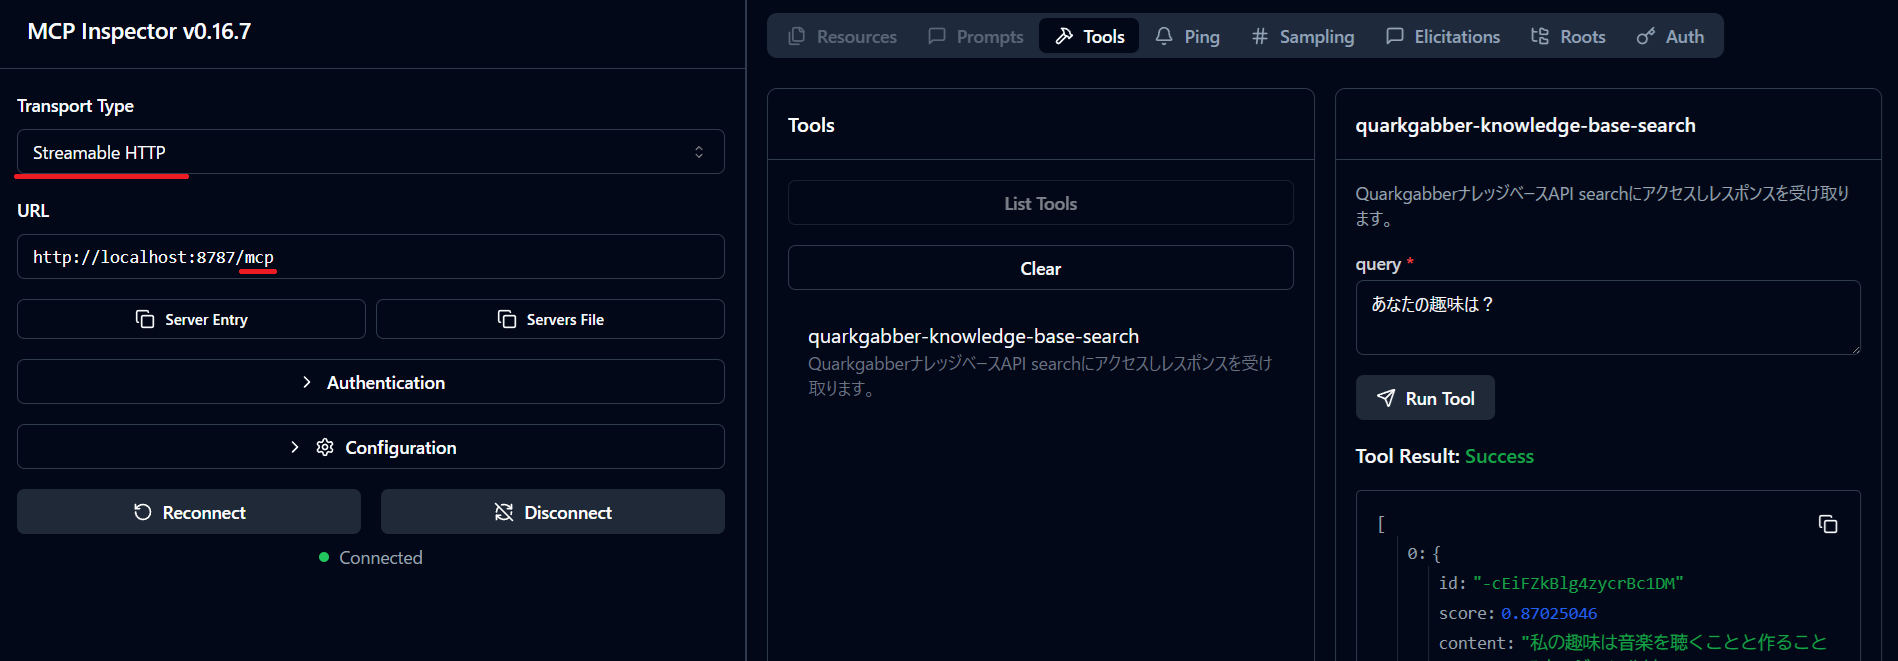 MCP Inspector v0.16.7
Transport Type
Streamable HTTP
URL
http://localhost:8787/mcp
Server Entry
Servers File
Authentication
Configuration
Reconnect
Disconnect
Connected
Resources
Prompts
Tools
Ping
Sampling
Elicitations
Roots
Auth
Tools
List Tools
Clear
quarkgabber-knowledge-base-search
QuarkgabberナレッジベースAPI searchにアクセスしレスポンスを受け
取ります。
quarkgabber-knowledge-base-search
QuarkgabberナレッジベースAPI searchにアクセスしレスポンスを受け取り
ます。
query *
あなたの趣味は？
Run Tool
Tool Result: Success
[
0: {
id: "-cEiFZkBlg4zycrBc1DM"
score: 0.87025046
content: "私の趣味は音楽を聴くことと作ること